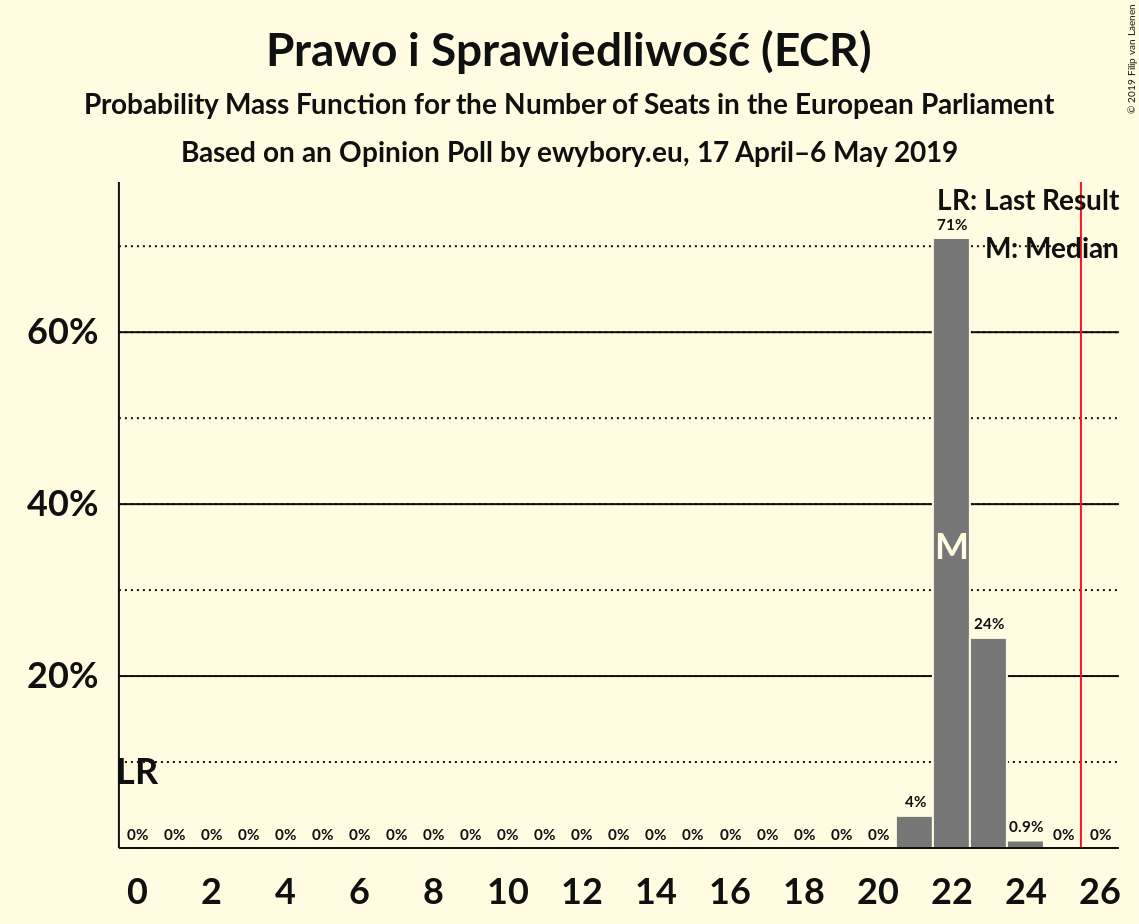 Prawo i Sprawiedliwość (ECR)
Probability Mass Function for the Number of Seats in the European Parliament
Based on an Opinion Poll by ewybory.eu, 17 April–6 May 2019
© 2019 Filip van Laenen
LR: Last Result
71%
M: Median
60%
40%
M
24%
20%
LR
4%
0.9%
0% 0% 0% 0% 0% 0% 0% 0% 0% 0% 0% 0% 0% 0% 0% 0% 0% 0% 0% 0% 0% 0% 0%
0 2 4 6 8 10 12 14 16 18 20 22 24 26